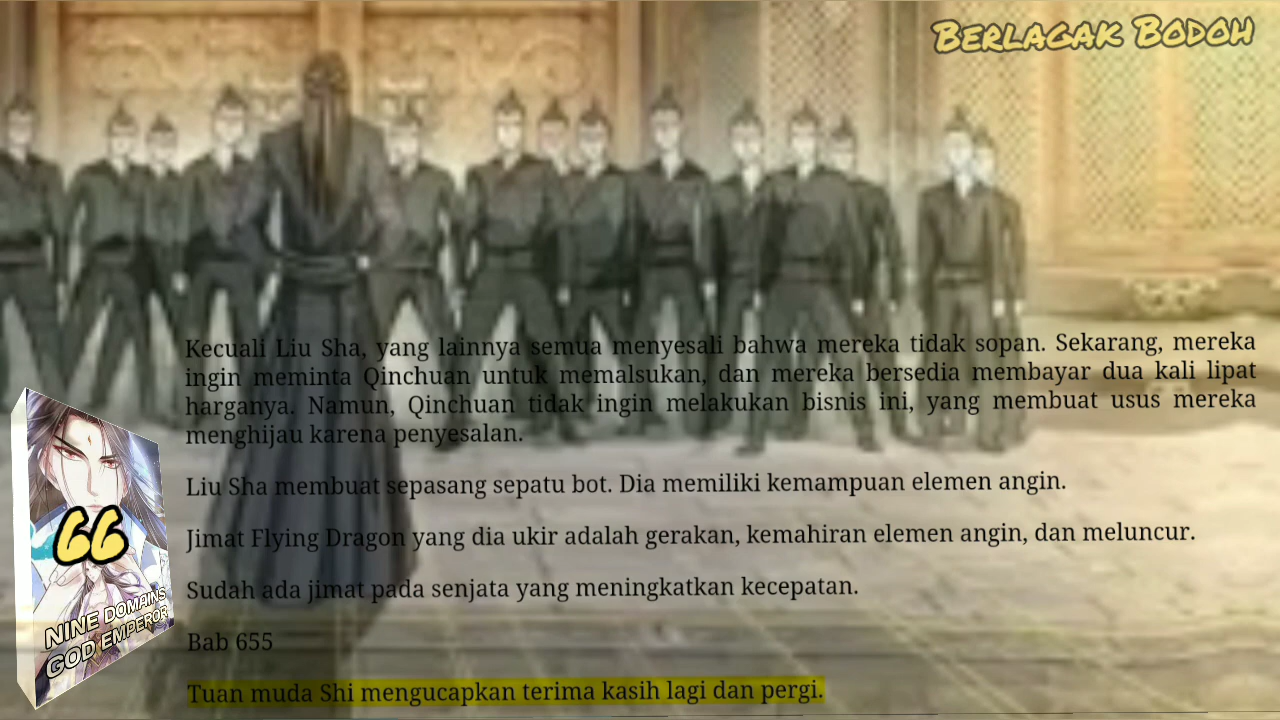 Berlagak Bodoh
Kecuali Liu Sha, yang lainnya semua menyesali bahwa mereka tidak sopan. Sekarang, mereka
ingin meminta Qinchuan untuk memalsukan, dan mereka bersedia membayar dua kali lipat
harganya. Namun, Qinchuan tidak ingin melakukan bisnis ini, yang membuat usus mereka
menghijau karena penyesalan.
Liu Sha membuat sepasang sepatu bot. Dia memiliki kemampuan elemen angin.
Jimat Flying Dragon yang dia ukir adalah gerakan, kemahiran elemen angin, dan meluncur.
Sudah ada jimat pada senjata yang meningkatkan kecepatan.
Bab 655
Tuan muda Shi mengucapkan terima kasih lagi dan pergi.
66
NINE DOMAINS
GOD EMPEROR